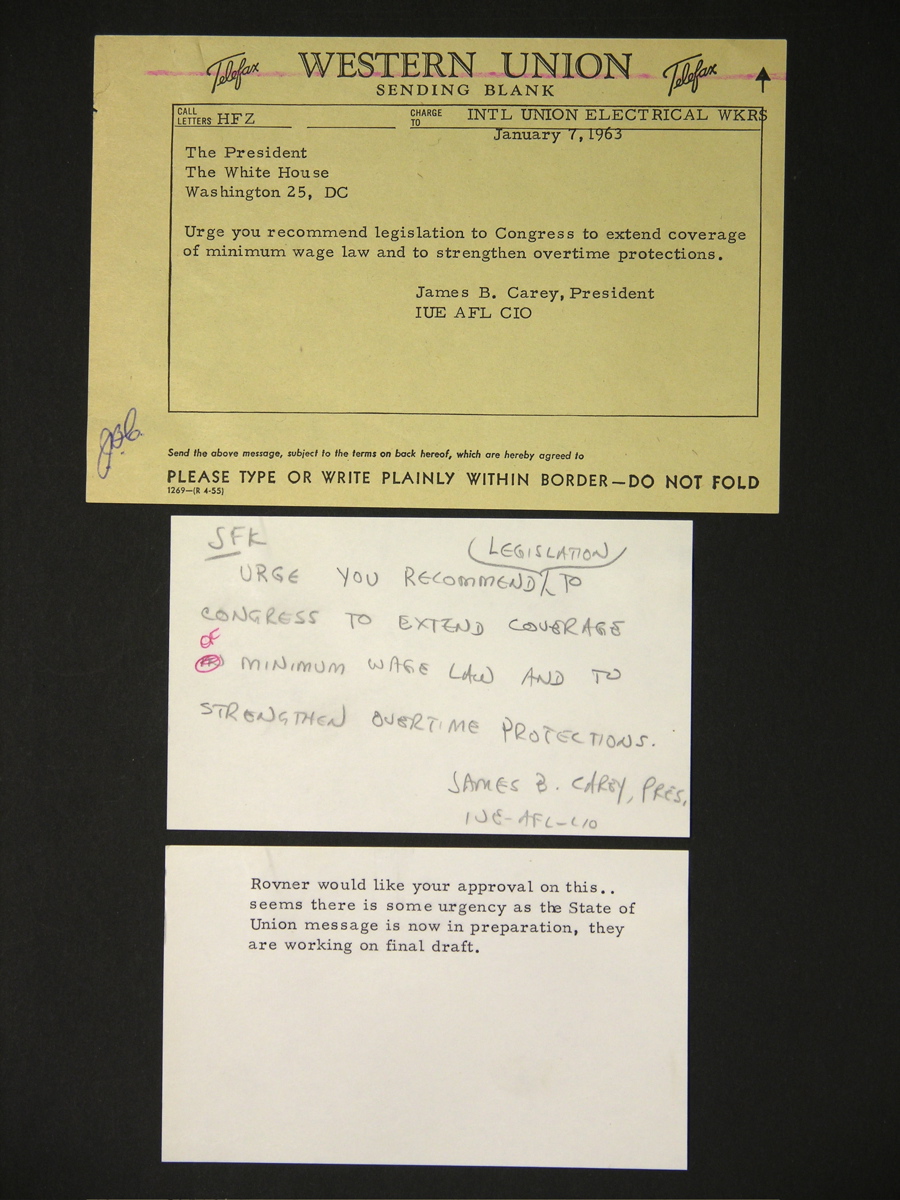 Telefax WESTERN UNION Telefax
SENDING BLANK
CALL LETTERS HFZ CHARGE TO INTL UNION ELECTRICAL WKRS
January 7, 1963
The President
The White House
Washington 25, DC
Urge you recommend legislation to Congress to extend coverage
of minimum wage law and to strengthen overtime protections.
James B. Carey, President
IUE AFL CIO
JBC
Send the above message, subject to the terms on back hereof, which are hereby agreed to
PLEASE TYPE OR WRITE PLAINLY WITHIN BORDER—DO NOT FOLD
1269—(R 4-55)
SFK
(LEGISLATION)
URGE YOU RECOMMEND TO
CONGRESS TO EXTEND COVERAGE
OF
MINIMUM WAGE LAW AND TO
STRENGTHEN OVERTIME PROTECTIONS.
JAMES B. CAREY, PRES,
IUE-AFL-CIO
Rovner would like your approval on this..
seems there is some urgency as the State of
Union message is now in preparation, they
are working on final draft.